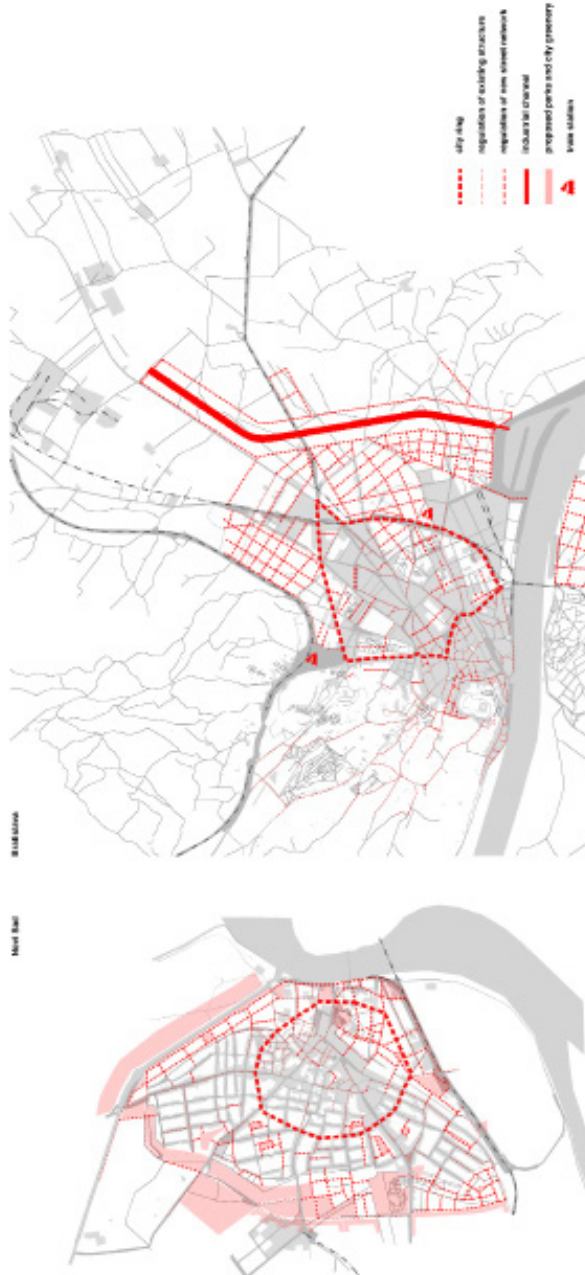 Novi Sad
Bratislava
city ring
regulation of existing structure
regulation of new street network
industrial channel
proposed parks and city greenery
train station